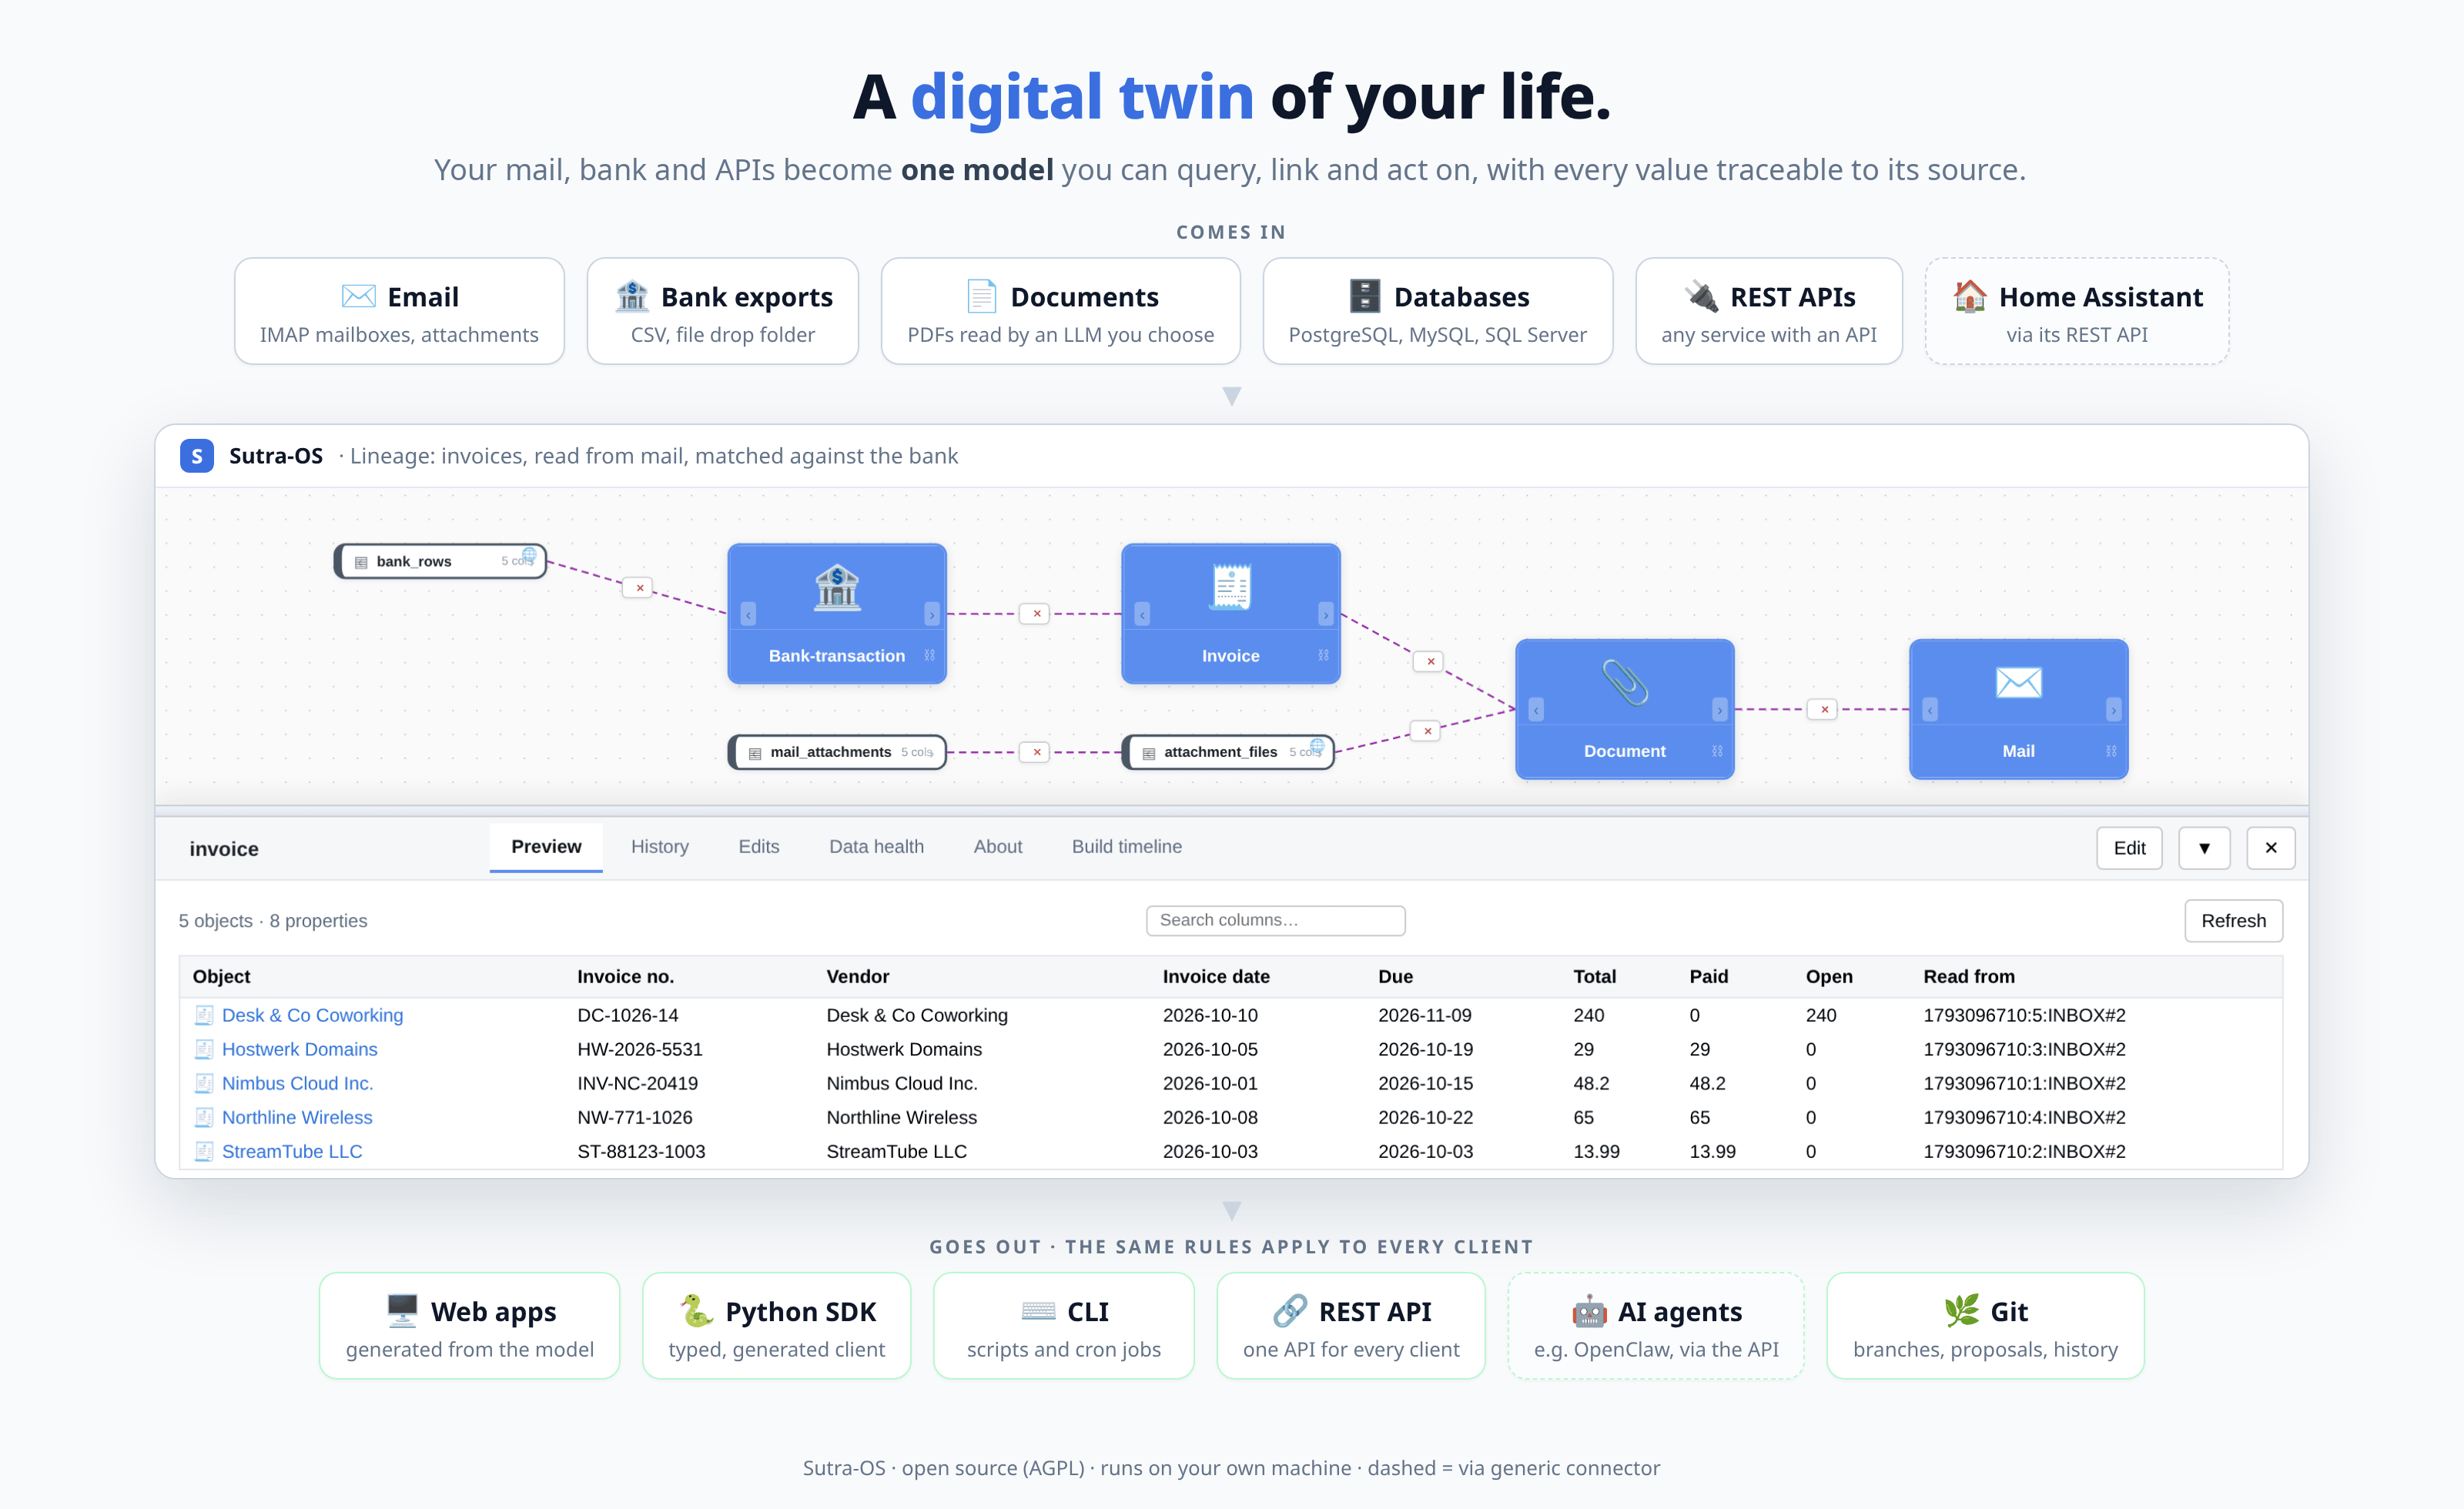 A digital twin of your life.
Your mail, bank and APIs become one model you can query, link and act on, with every value traceable to its source.
COMES IN
Email
IMAP mailboxes, attachments
Bank exports
CSV, file drop folder
Documents
PDFs read by an LLM you choose
Databases
PostgreSQL, MySQL, SQL Server
REST APIs
any service with an API
Home Assistant
via its REST API
S Sutra-OS · Lineage: invoices, read from mail, matched against the bank
bank_rows 5 cols
Bank-transaction
Invoice
mail_attachments 5 cols
attachment_files 5 cols
Document
Mail
invoice Preview History Edits Data health About Build timeline Edit
5 objects · 8 properties Search columns… Refresh
Object Invoice no. Vendor Invoice date Due Total Paid Open Read from
Desk & Co Coworking DC-1026-14 Desk & Co Coworking 2026-10-10 2026-11-09 240 0 240 1793096710:5:INBOX#2
Hostwerk Domains HW-2026-5531 Hostwerk Domains 2026-10-05 2026-10-19 29 29 0 1793096710:3:INBOX#2
Nimbus Cloud Inc. INV-NC-20419 Nimbus Cloud Inc. 2026-10-01 2026-10-15 48.2 48.2 0 1793096710:1:INBOX#2
Northline Wireless NW-771-1026 Northline Wireless 2026-10-08 2026-10-22 65 65 0 1793096710:4:INBOX#2
StreamTube LLC ST-88123-1003 StreamTube LLC 2026-10-03 2026-10-03 13.99 13.99 0 1793096710:2:INBOX#2
GOES OUT · THE SAME RULES APPLY TO EVERY CLIENT
Web apps
generated from the model
Python SDK
typed, generated client
CLI
scripts and cron jobs
REST API
one API for every client
AI agents
e.g. OpenClaw, via the API
Git
branches, proposals, history
Sutra-OS · open source (AGPL) · runs on your own machine · dashed = via generic connector